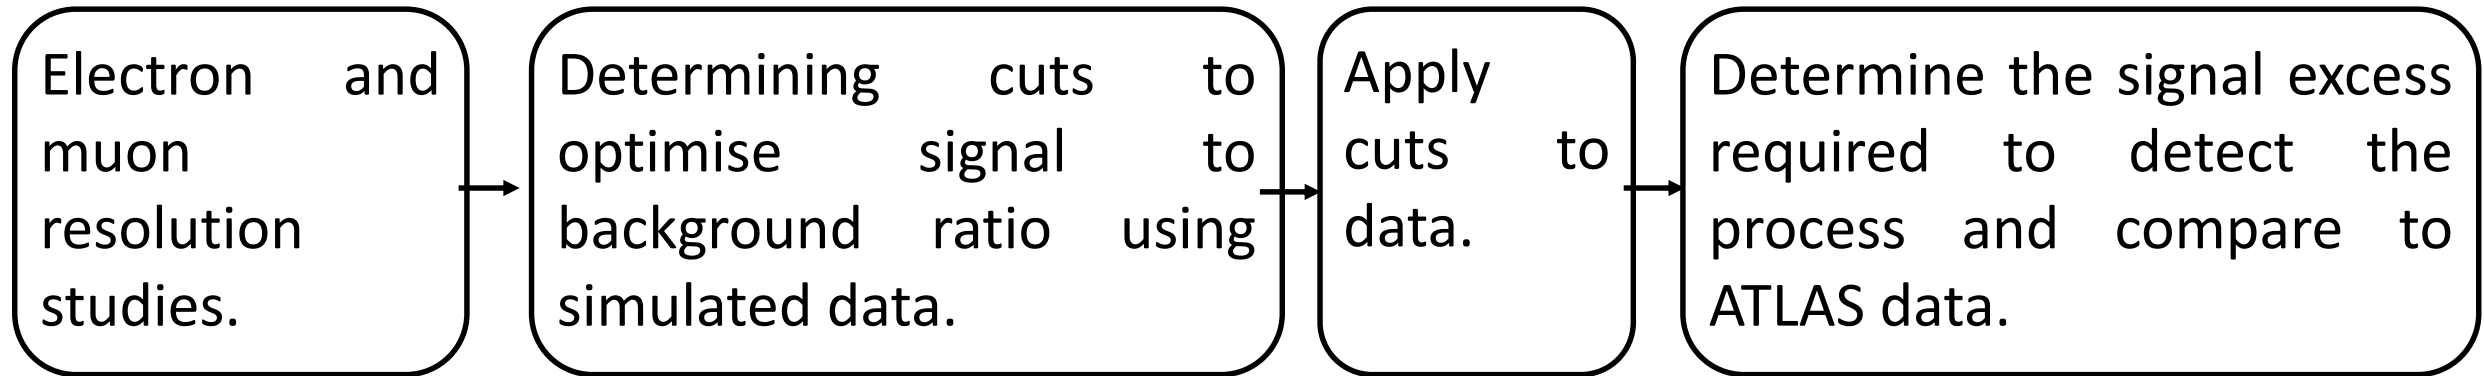 Electron and
muon
resolution
studies.
Determining cuts to
optimise signal to
background ratio using
simulated data.
Apply
cuts to
data.
Determine the signal excess
required to detect the
process and compare to
ATLAS data.